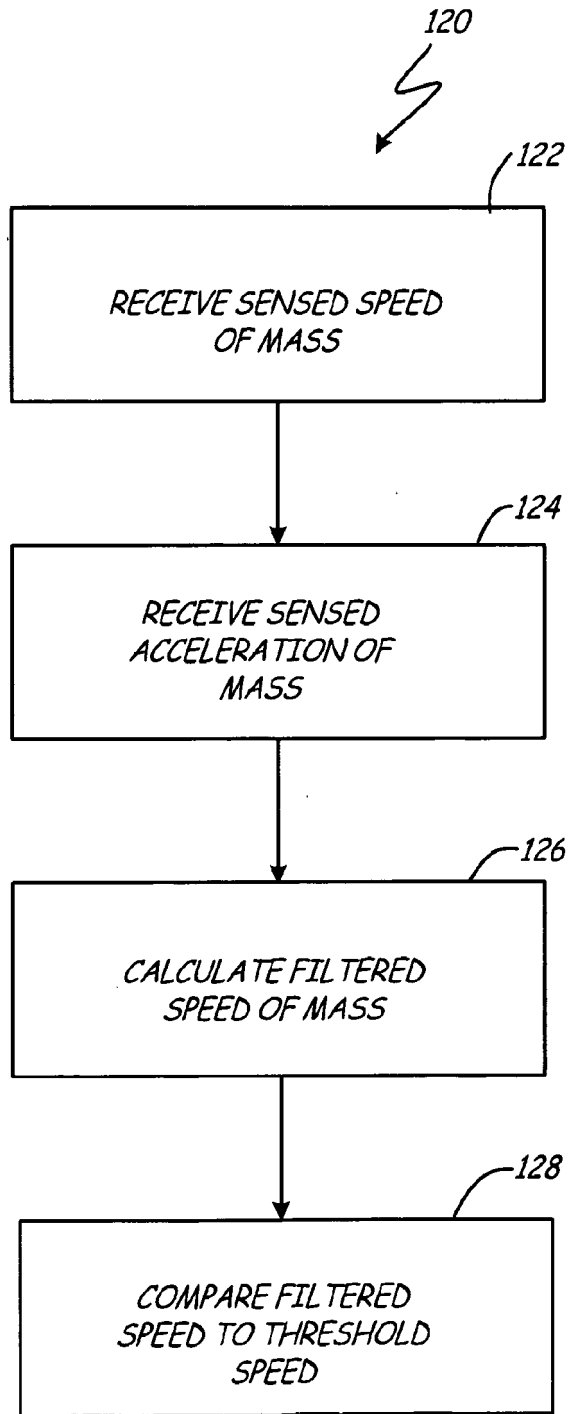 120
122
RECEIVE SENSED SPEED
OF MASS
124
RECEIVE SENSED
ACCELERATION OF
MASS
126
CALCULATE FILTERED
SPEED OF MASS
128
COMPARE FILTERED
SPEED TO THRESHOLD
SPEED